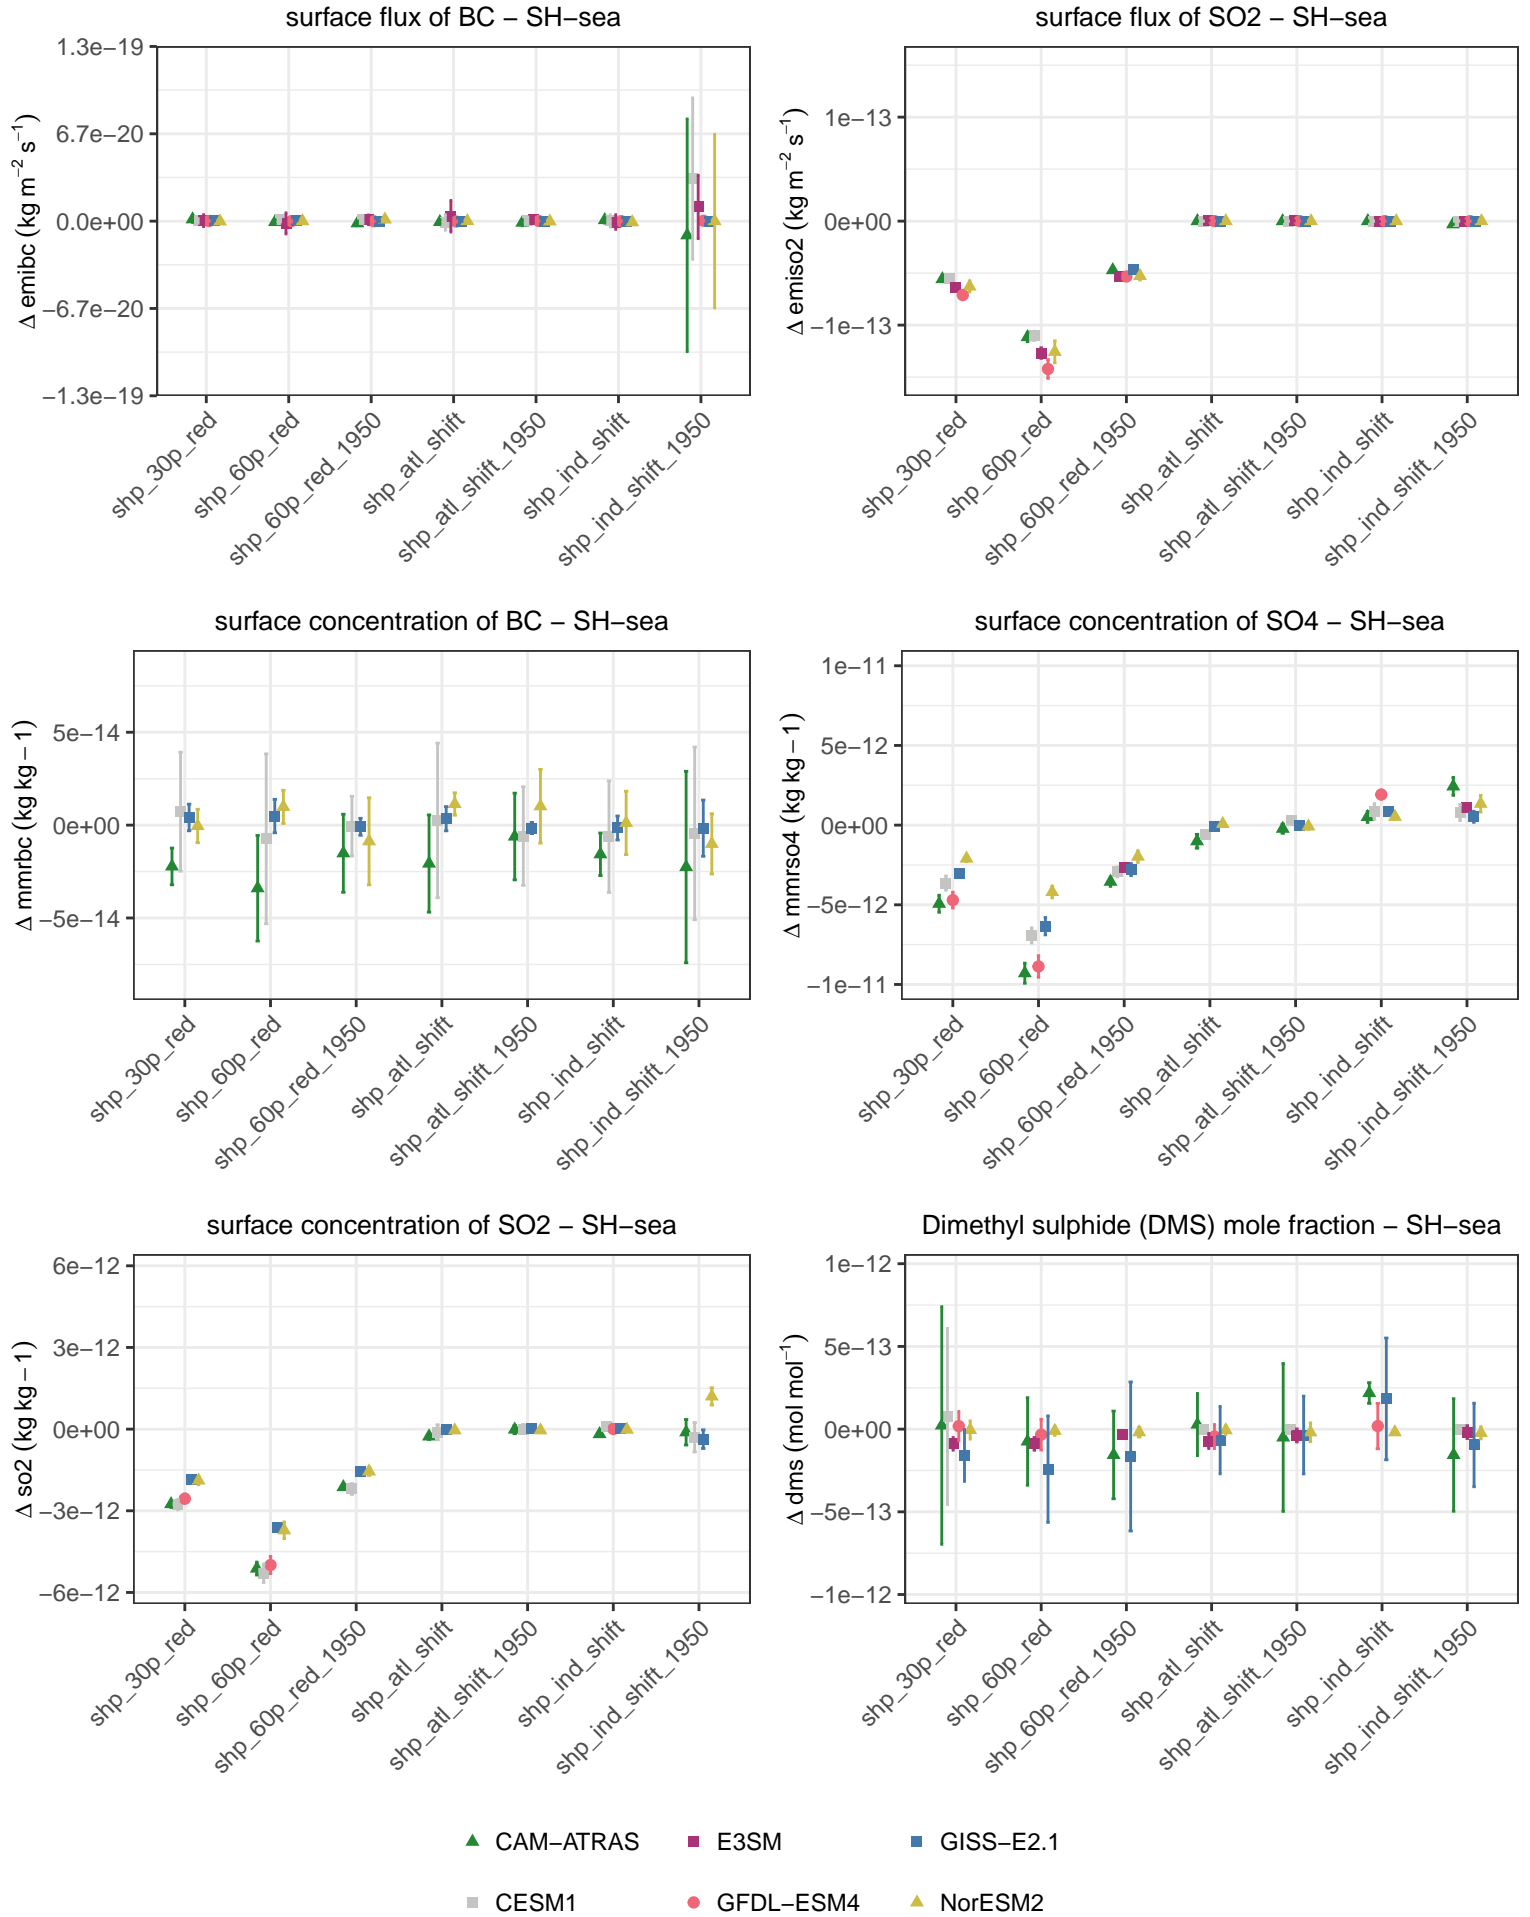 surface flux of BC − SH−sea
Δ emibc (kg m−2 s−1)
1.3e−19
6.7e−20
0.0e+00
−6.7e−20
−1.3e−19
shp_30p_red
shp_60p_red
shp_60p_red_1950
shp_atl_shift
shp_atl_shift_1950
shp_ind_shift
shp_ind_shift_1950
surface flux of SO2 − SH−sea
Δ emiso2 (kg m−2 s−1)
1e−13
0e+00
−1e−13
shp_30p_red
shp_60p_red
shp_60p_red_1950
shp_atl_shift
shp_atl_shift_1950
shp_ind_shift
shp_ind_shift_1950
surface concentration of BC − SH−sea
Δ mmrbc (kg kg − 1)
5e−14
0e+00
−5e−14
shp_30p_red
shp_60p_red
shp_60p_red_1950
shp_atl_shift
shp_atl_shift_1950
shp_ind_shift
shp_ind_shift_1950
surface concentration of SO4 − SH−sea
Δ mmrso4 (kg kg − 1)
1e−11
5e−12
0e+00
−5e−12
−1e−11
shp_30p_red
shp_60p_red
shp_60p_red_1950
shp_atl_shift
shp_atl_shift_1950
shp_ind_shift
shp_ind_shift_1950
surface concentration of SO2 − SH−sea
Δ so2 (kg kg − 1)
6e−12
3e−12
0e+00
−3e−12
−6e−12
shp_30p_red
shp_60p_red
shp_60p_red_1950
shp_atl_shift
shp_atl_shift_1950
shp_ind_shift
shp_ind_shift_1950
Dimethyl sulphide (DMS) mole fraction − SH−sea
Δ dms (mol mol−1)
1e−12
5e−13
0e+00
−5e−13
−1e−12
shp_30p_red
shp_60p_red
shp_60p_red_1950
shp_atl_shift
shp_atl_shift_1950
shp_ind_shift
shp_ind_shift_1950
CAM−ATRAS
E3SM
GISS−E2.1
CESM1
GFDL−ESM4
NorESM2